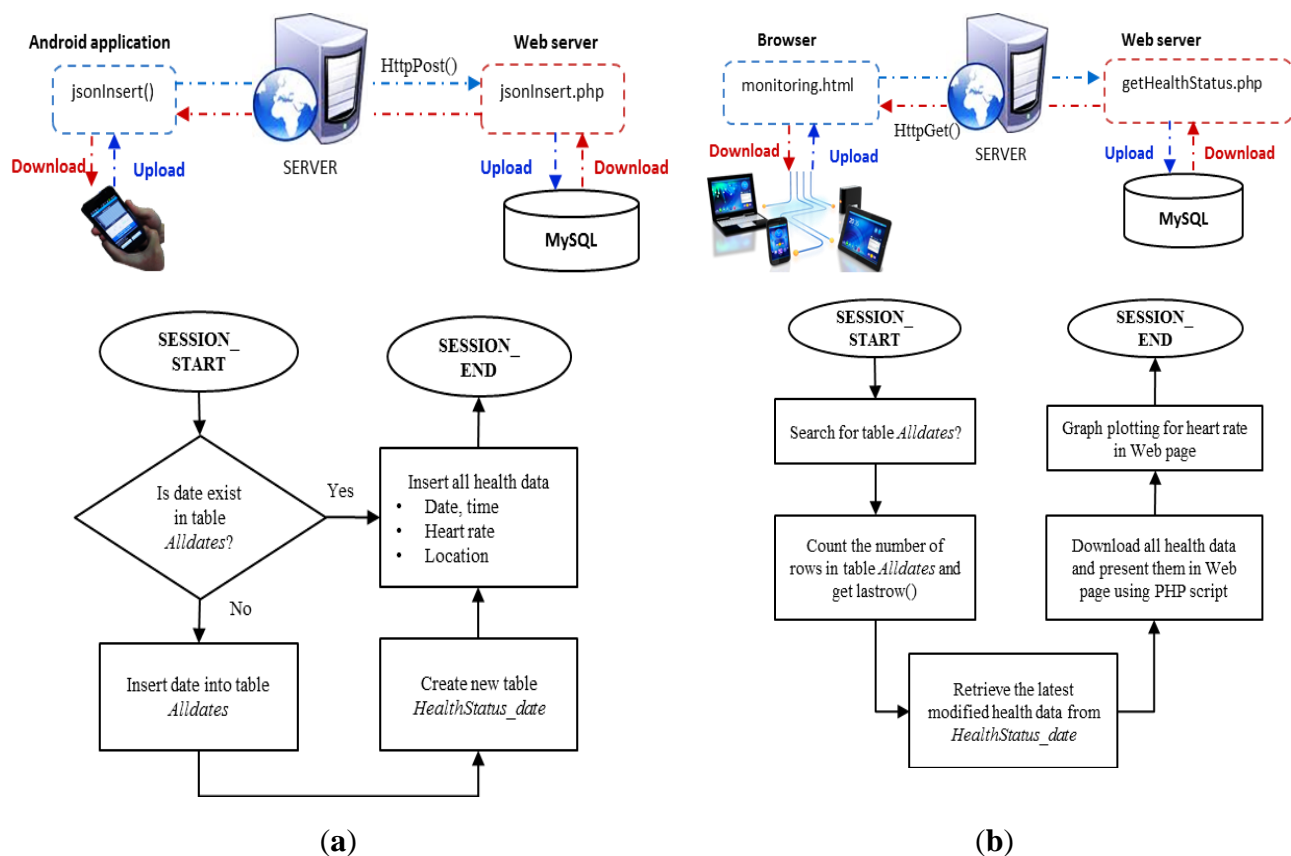 Android application
Web server
HttpPost()
jsonInsert()
jsonInsert.php
Download
Upload
SERVER
Upload
Download
MySQL
SESSION_
START
SESSION_
END
Is date exist
in table
Alldates?
Yes
No
Insert all health data
• Date, time
• Heart rate
• Location
Insert date into table
Alldates
Create new table
HealthStatus_date
(a)
Browser
Web server
monitoring.html
getHealthStatus.php
HttpGet()
Download
Upload
SERVER
Upload
Download
MySQL
SESSION_
START
SESSION_
END
Search for table Alldates?
Graph plotting for heart rate
in Web page
Count the number of
rows in table Alldates and
get lastrow()
Download all health data
and present them in Web
page using PHP script
Retrieve the latest
modified health data from
HealthStatus_date
(b)